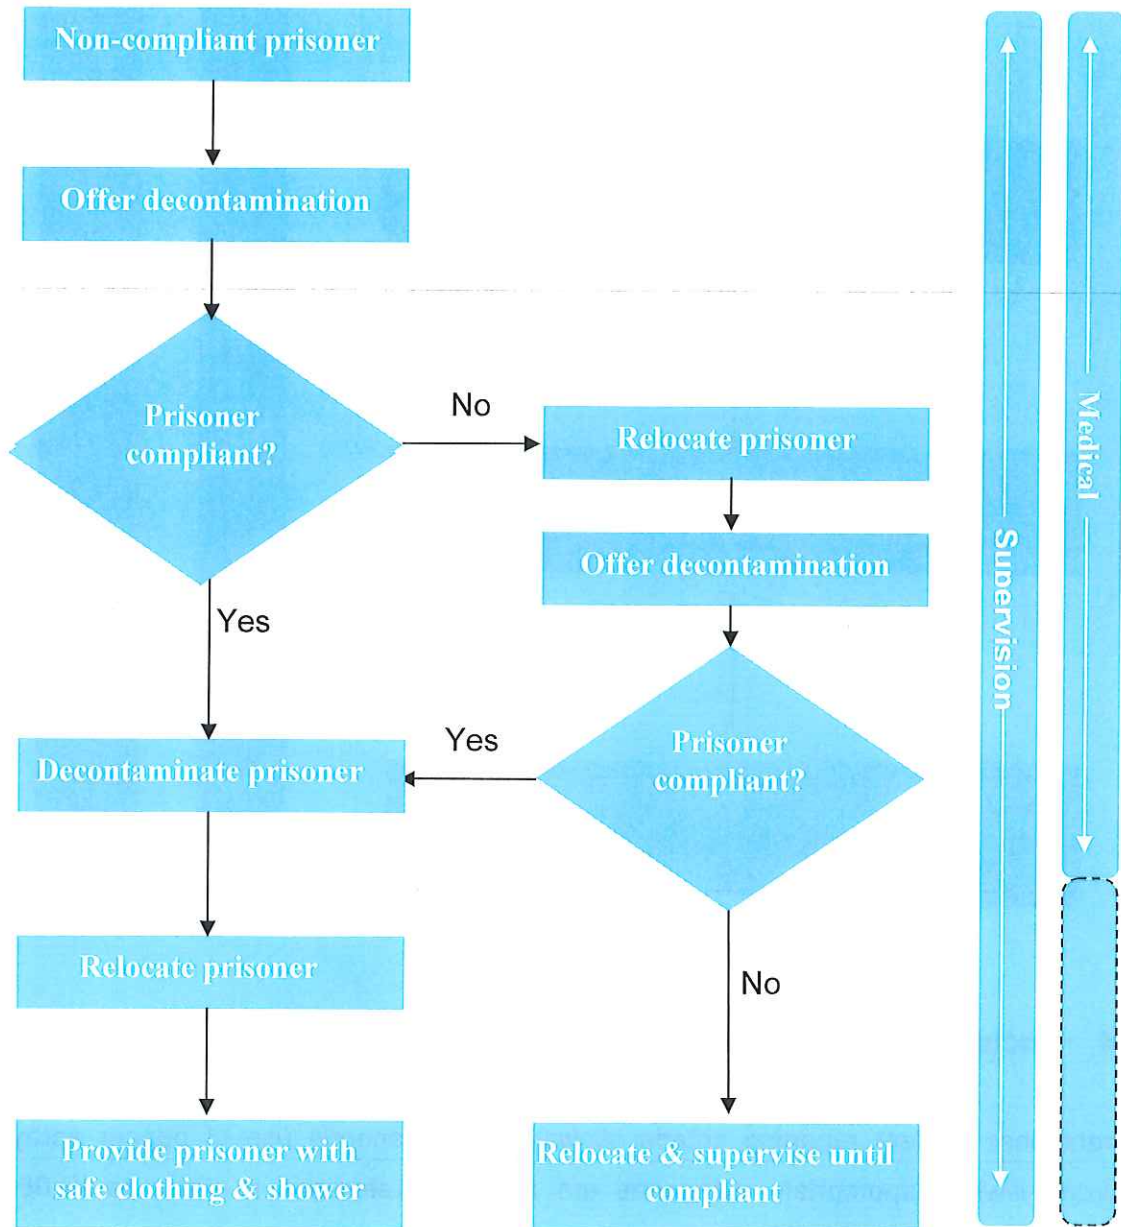 Non-compliant prisoner
Offer decontamination
Prisoner
compliant?
No
Relocate prisoner
Offer decontamination
Yes
Prisoner
compliant?
Yes
Decontaminate prisoner
Relocate prisoner
No
Provide prisoner with
safe clothing & shower
Relocate & supervise until
compliant
Supervision
Medical